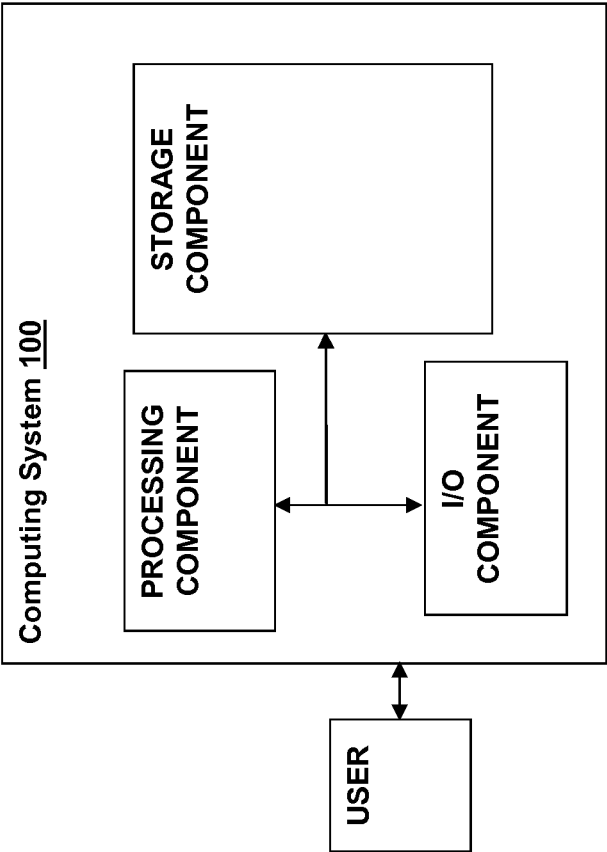 Computing System 100
PROCESSING
COMPONENT
STORAGE
COMPONENT
I/O
COMPONENT
USER